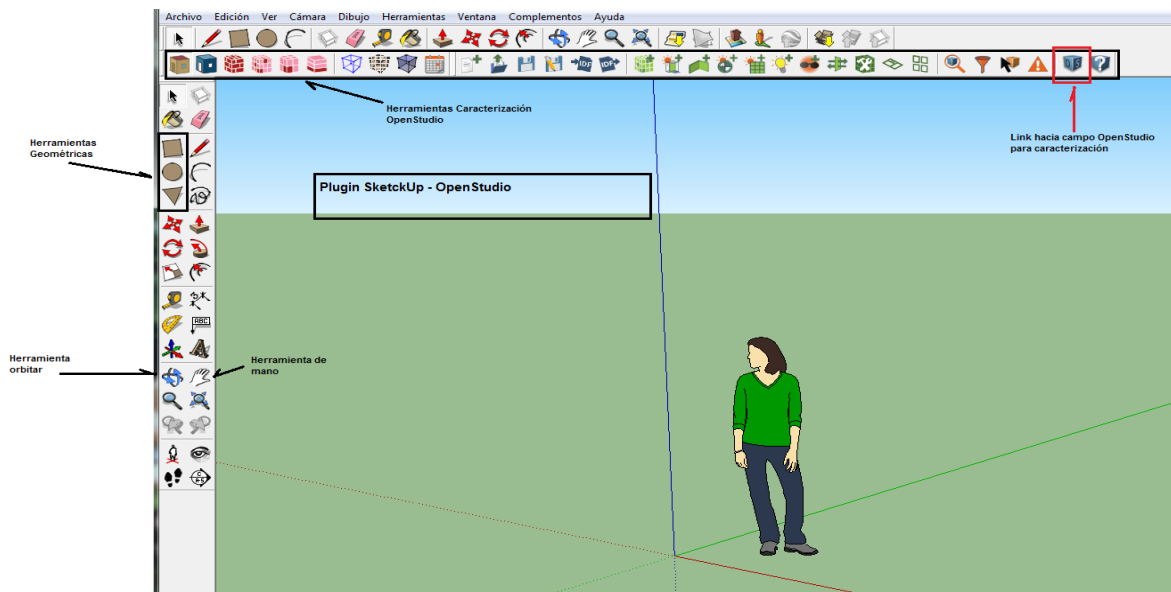 Archivo Edición Ver Cámara Dibujo Herramientas Ventana Complementos Ayuda
Herramientas Caracterización
OpenStudio
Link hacia campo OpenStudio
para caracterización
Herramientas
Geométricas
Plugin SketckUp - OpenStudio
ABC
Herramienta
orbitar
Herramienta de
mano